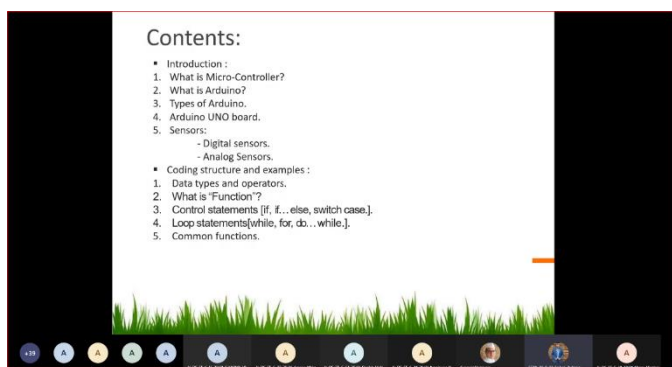 Contents:
▪ Introduction :
1. What is Micro-Controller?
2. What is Arduino?
3. Types of Arduino.
4. Arduino UNO board.
5. Sensors:
- Digital sensors.
- Analog Sensors.
▪ Coding structure and examples :
1. Data types and operators.
2. What is “Function”?
3. Control statements [if, if…else, switch case.].
4. Loop statements[while, for, do…while.].
5. Common functions.
+39 A A A A A A A A A